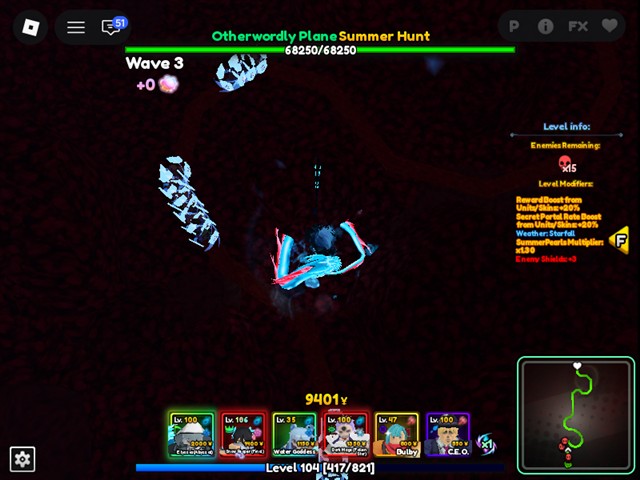 51
P i FX
Otherwordly Plane Summer Hunt
68250/68250
Wave 3
+0
Level info:
Enemies Remaining:
x15
Level Modifiers:
Reward Boost from
Units/Skins: +20%
Secret Portal Rate Boost
from Units/Skins: +20%
Weather: Starfall
SummerPearls Multiplier:
x1.30
Enemy Shields: +3
F
9401¥
Lv. 100
Lv. 106
Lv. 35
Lv. 100
Lv. 47
Lv. 100
Water Goddess
Bulby
C.E.O.
x1
Level 104 [417/821]